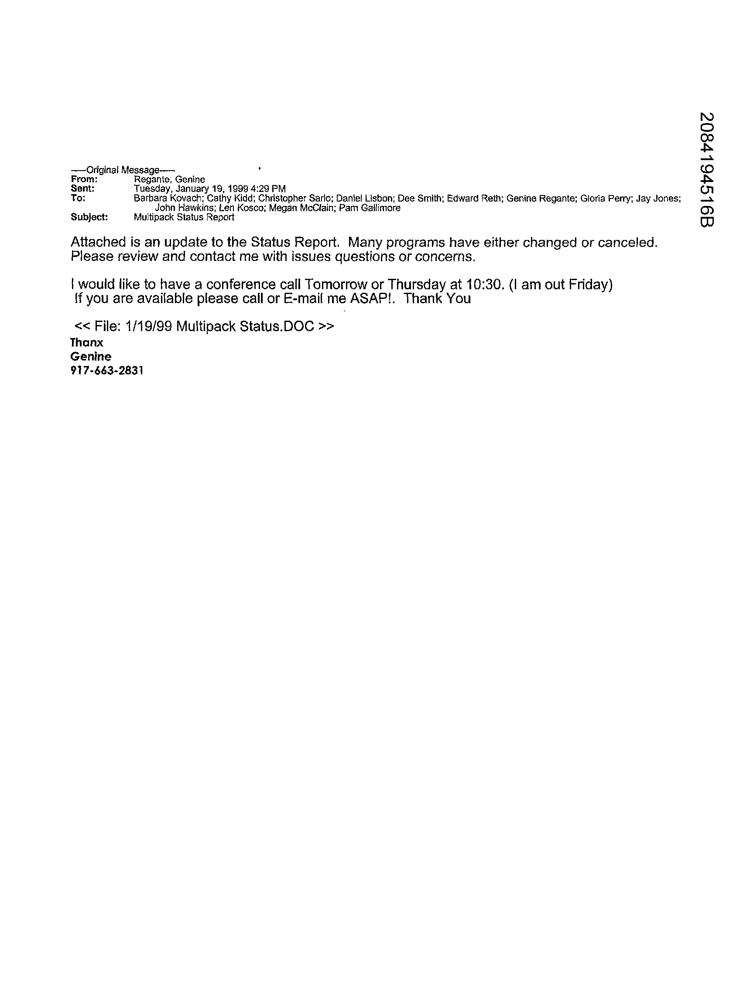 -----Original Message-----
From: Regante, Genine
Sent: Tuesday, January 19, 1999 4:29 PM
To: Barbara Kovach; Cathy Kidd; Christopher Sarlo; Daniel Lisbon; Dee Smith; Edward Reth; Genine Regante; Gloria Perry; Jay Jones;
John Hawkins; Len Kosco; Megan McClain; Pam Gallimore
Subject: Multipack Status Report
Attached is an update to the Status Report. Many programs have either changed or canceled.
Please review and contact me with issues questions or concerns.
I would like to have a conference call Tomorrow or Thursday at 10:30. (I am out Friday)
If you are available please call or E-mail me ASAP!. Thank You
<< File: 1/19/99 Multipack Status.DOC >>
Thanx
Genine
917-663-2831
2084194516B